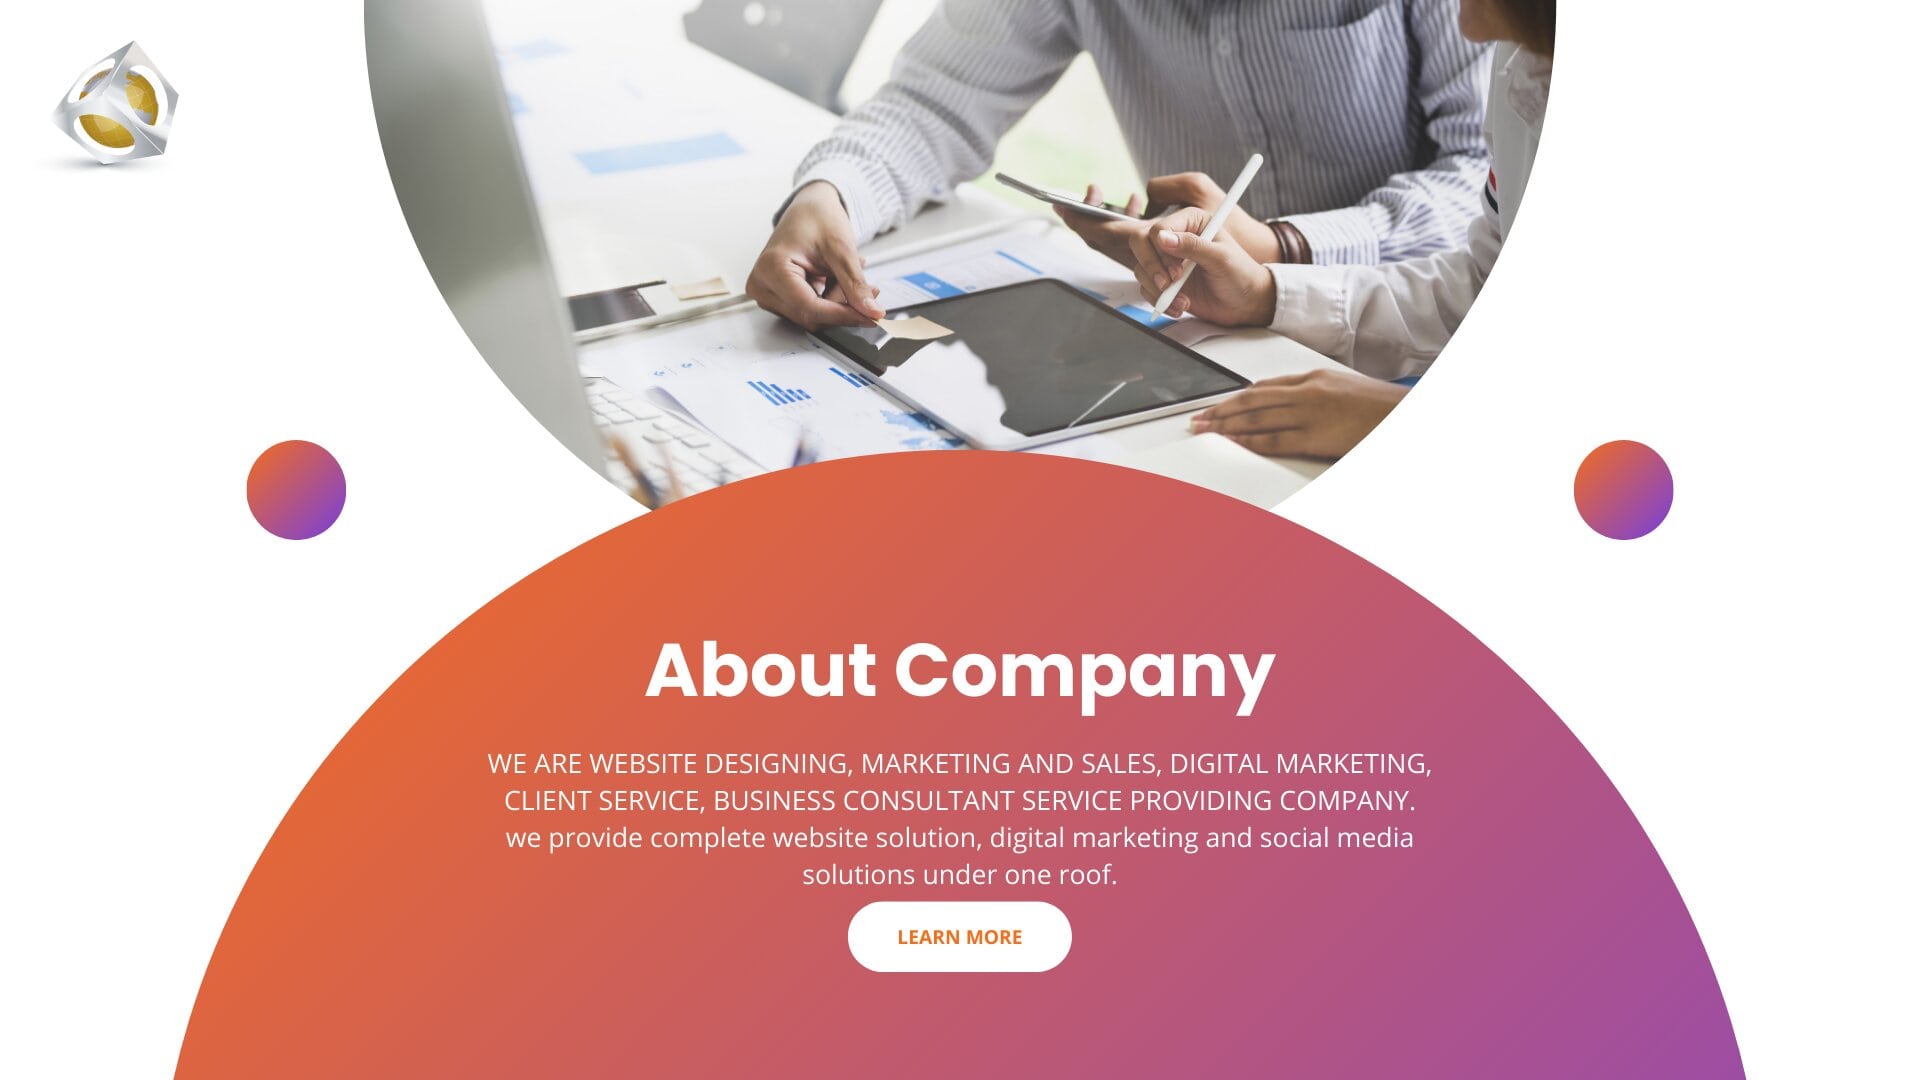 About Company
WE ARE WEBSITE DESIGNING, MARKETING AND SALES, DIGITAL MARKETING,
CLIENT SERVICE, BUSINESS CONSULTANT SERVICE PROVIDING COMPANY.
we provide complete website solution, digital marketing and social media
solutions under one roof.
LEARN MORE